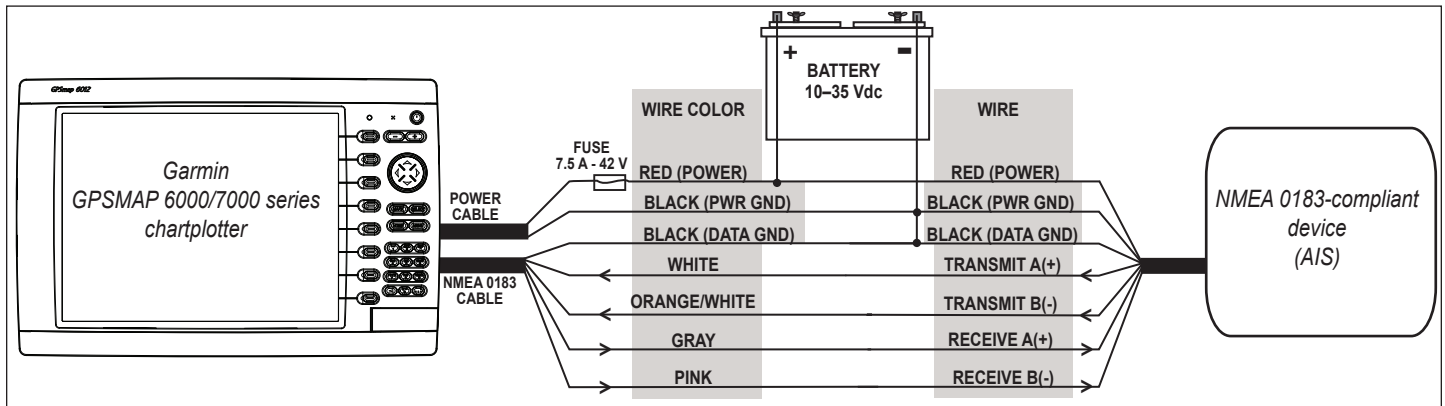 GPSmap 6012
Garmin
GPSMAP 6000/7000 series
chartplotter
POWER
CABLE
NMEA 0183
CABLE
FUSE
7.5 A - 42 V
WIRE COLOR
RED (POWER)
BLACK (PWR GND)
BLACK (DATA GND)
WHITE
ORANGE/WHITE
GRAY
PINK
+
-
BATTERY
10–35 Vdc
WIRE
RED (POWER)
BLACK (PWR GND)
BLACK (DATA GND)
TRANSMIT A(+)
TRANSMIT B(-)
RECEIVE A(+)
RECEIVE B(-)
NMEA 0183-compliant
device
(AIS)